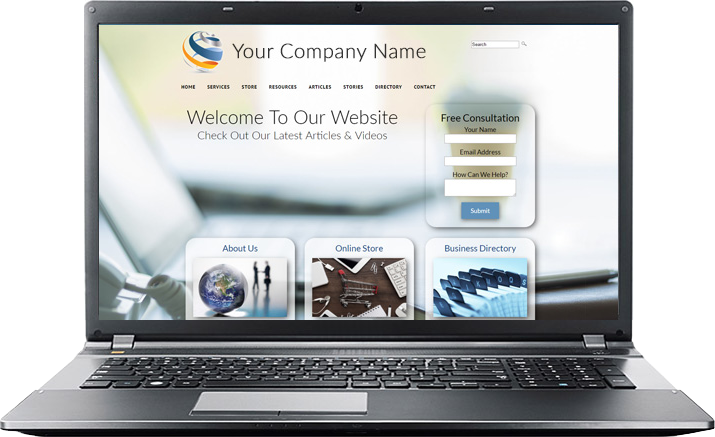 Your Company Name
Search
HOME SERVICES STORE RESOURCES ARTICLES STORIES DIRECTORY CONTACT
Welcome To Our Website
Check Out Our Latest Articles & Videos
Free Consultation
Your Name
Email Address
How Can We Help?
Submit
About Us
Online Store
Business Directory